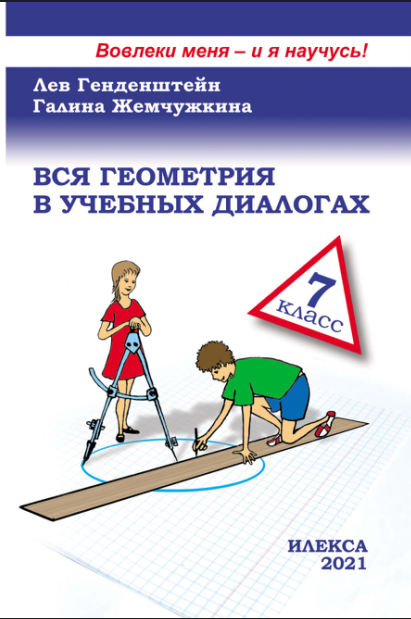 Вовлеки меня – и я научусь!
Лев Генденштейн
Галина Жемчужкина
ВСЯ ГЕОМЕТРИЯ
В УЧЕБНЫХ ДИАЛОГАХ
7
класс
ИЛЕКСА
2021